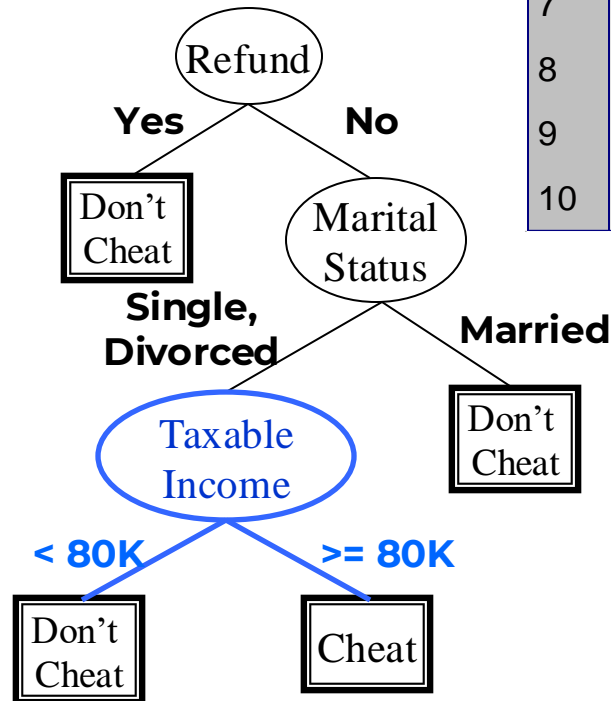 Refund
7
8
9
10
Yes
No
Don't
Cheat
Marital
Status
Single,
Divorced
Married
Taxable
Income
Don't
Cheat
< 80K
>= 80K
Don't
Cheat
Cheat